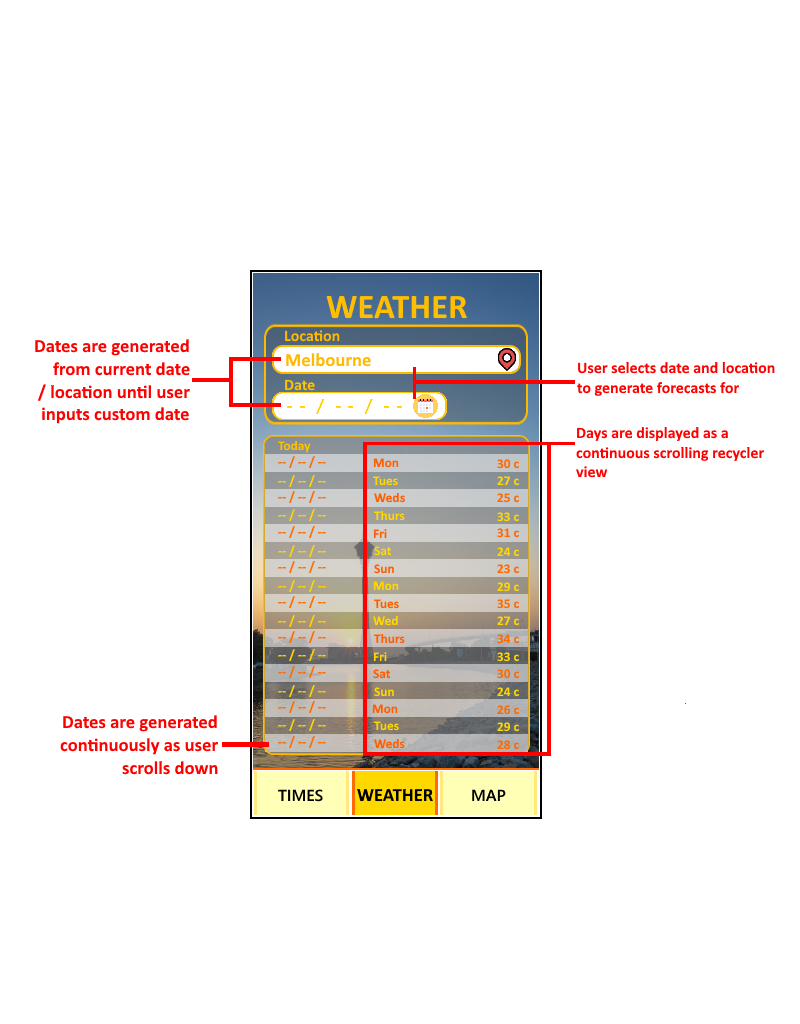 WEATHER
Location
Melbourne
Date
-- / -- / --
Dates are generated
from current date
/ location until user
inputs custom date
User selects date and location
to generate forecasts for
Days are displayed as a
continuous scrolling recycler
view
Today
-- / -- / -- Mon 30 c
-- / -- / -- Tues 27 c
-- / -- / -- Weds 25 c
-- / -- / -- Thurs 33 c
-- / -- / -- Fri 31 c
-- / -- / -- Sat 24 c
-- / -- / -- Sun 23 c
-- / -- / -- Mon 29 c
-- / -- / -- Tues 35 c
-- / -- / -- Wed 27 c
-- / -- / -- Thurs 34 c
-- / -- / -- Fri 33 c
-- / -- / -- Sat 30 c
-- / -- / -- Sun 24 c
-- / -- / -- Mon 26 c
-- / -- / -- Tues 29 c
-- / -- / -- Weds 28 c
Dates are generated
continuously as user
scrolls down
TIMES WEATHER MAP